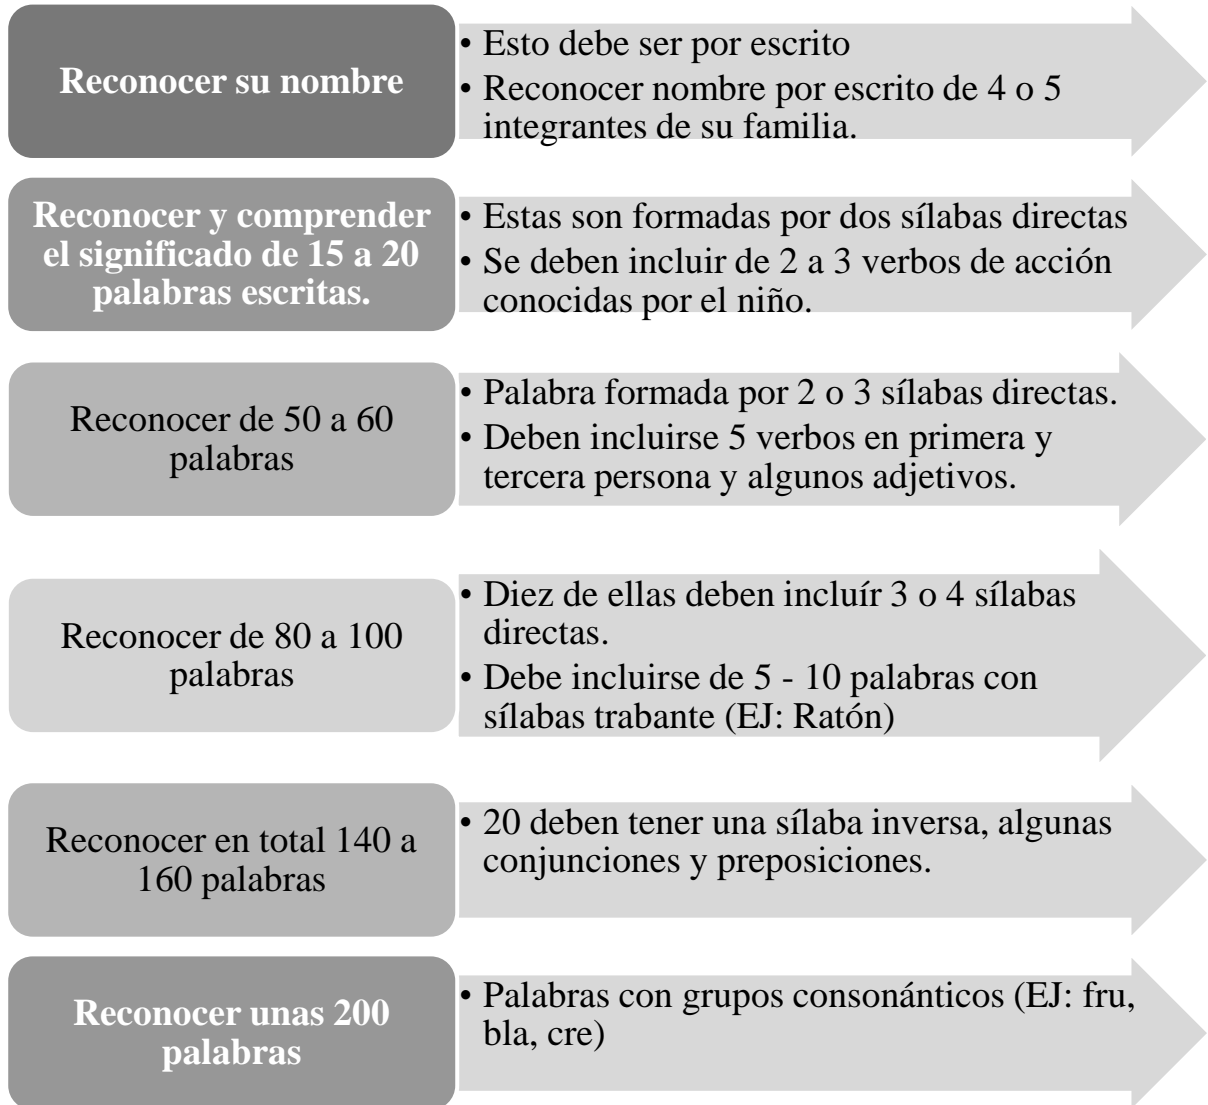 Reconocer su nombre
• Esto debe ser por escrito
• Reconocer nombre por escrito de 4 o 5
integrantes de su familia.
Reconocer y comprender
el significado de 15 a 20
palabras escritas.
• Estas son formadas por dos sílabas directas
• Se deben incluir de 2 a 3 verbos de acción
conocidas por el niño.
Reconocer de 50 a 60
palabras
• Palabra formada por 2 o 3 sílabas directas.
• Deben incluirse 5 verbos en primera y
tercera persona y algunos adjetivos.
Reconocer de 80 a 100
palabras
• Diez de ellas deben incluír 3 o 4 sílabas
directas.
• Debe incluirse de 5 - 10 palabras con
sílabas trabante (EJ: Ratón)
Reconocer en total 140 a
160 palabras
• 20 deben tener una sílaba inversa, algunas
conjunciones y preposiciones.
Reconocer unas 200
palabras
• Palabras con grupos consonánticos (EJ: fru,
bla, cre)